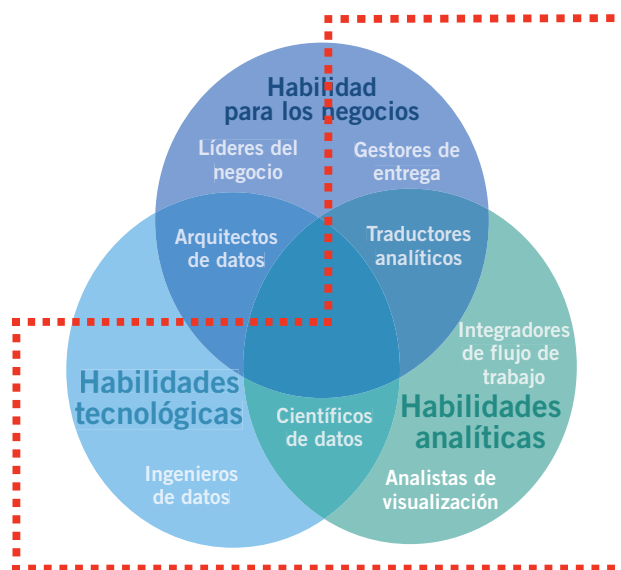 Habilidad
para los negocios
Líderes del
negocio
Gestores de
entrega
Arquitectos
de datos
Traductores
analíticos
Integradores
de flujo de
trabajo
Habilidades
tecnológicas
Científicos
de datos
Habilidades
analíticas
Ingenieros
de datos
Analistas de
visualización